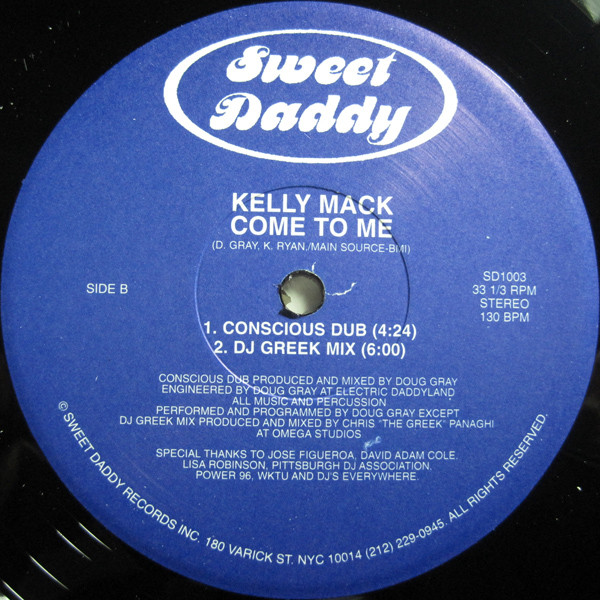 Sweet
Daddy
KELLY MACK
COME TO ME
(D. GRAY, K. RYAN./MAIN SOURCE-BMI)
SIDE B
SD1003
33 1/3 RPM
STEREO
130 BPM
1. CONSCIOUS DUB (4:24)
2. DJ GREEK MIX (6:00)
CONSCIOUS DUB PRODUCED AND MIXED BY DOUG GRAY
ENGINEERED BY DOUG GRAY AT ELECTRIC DADDYLAND
ALL MUSIC AND PERCUSSION
PERFORMED AND PROGRAMMED BY DOUG GRAY EXCEPT
DJ GREEK MIX PRODUCED AND MIXED BY CHRIS "THE GREEK" PANAGHI
AT OMEGA STUDIOS
SPECIAL THANKS TO JOSE FIGUEROA, DAVID ADAM COLE,
LISA ROBINSON, PITTSBURGH DJ ASSOCIATION,
POWER 96, WKTU AND DJ'S EVERYWHERE.
© SWEET DADDY RECORDS INC. 180 VARICK ST. NYC 10014 (212) 229-0945. ALL RIGHTS RESERVED.